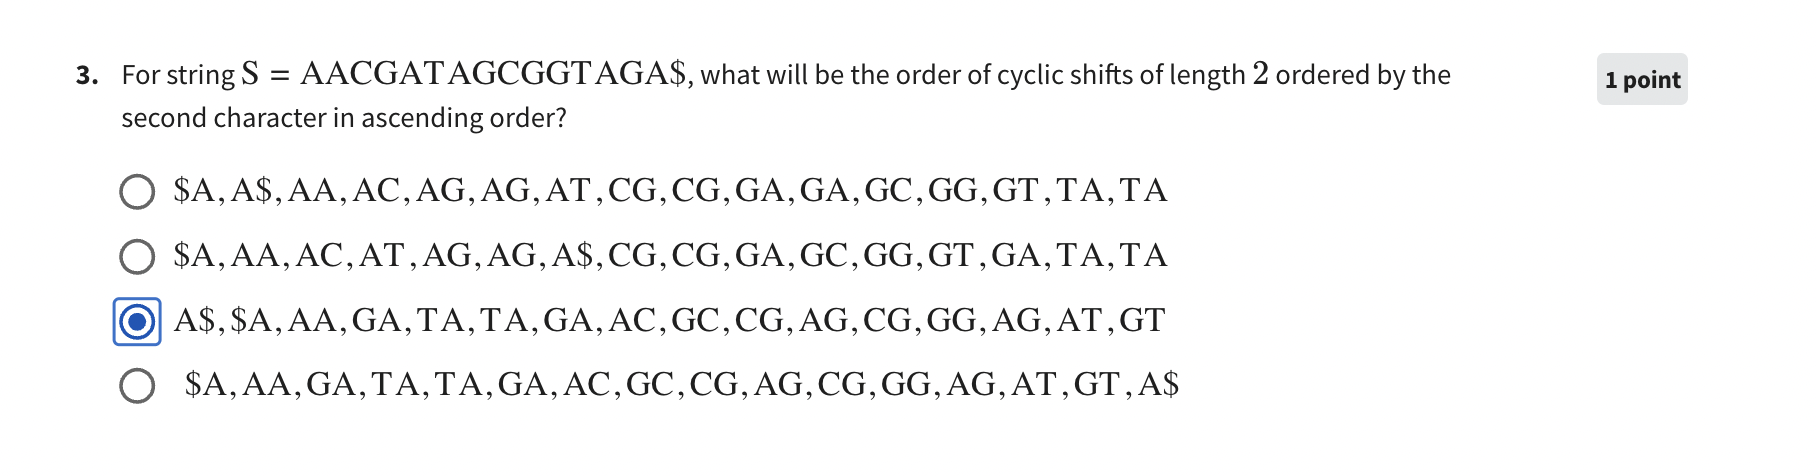 3. For string S = AACGATAGCGGTAGA$, what will be the order of cyclic shifts of length 2 ordered by the
second character in ascending order?
1 point
$A, A$, AA, AC, AG, AG, AT, CG, CG, GA, GA, GC, GG, GT, TA, TA
$A, AA, AC, AT, AG, AG, A$, CG, CG, GA, GC, GG, GT, GA, TA, TA
A$, $A, AA, GA, TA, TA, GA, AC, GC, CG, AG, CG, GG, AG, AT, GT
$A, AA, GA, TA, TA, GA, AC, GC, CG, AG, CG, GG, AG, AT, GT, A$